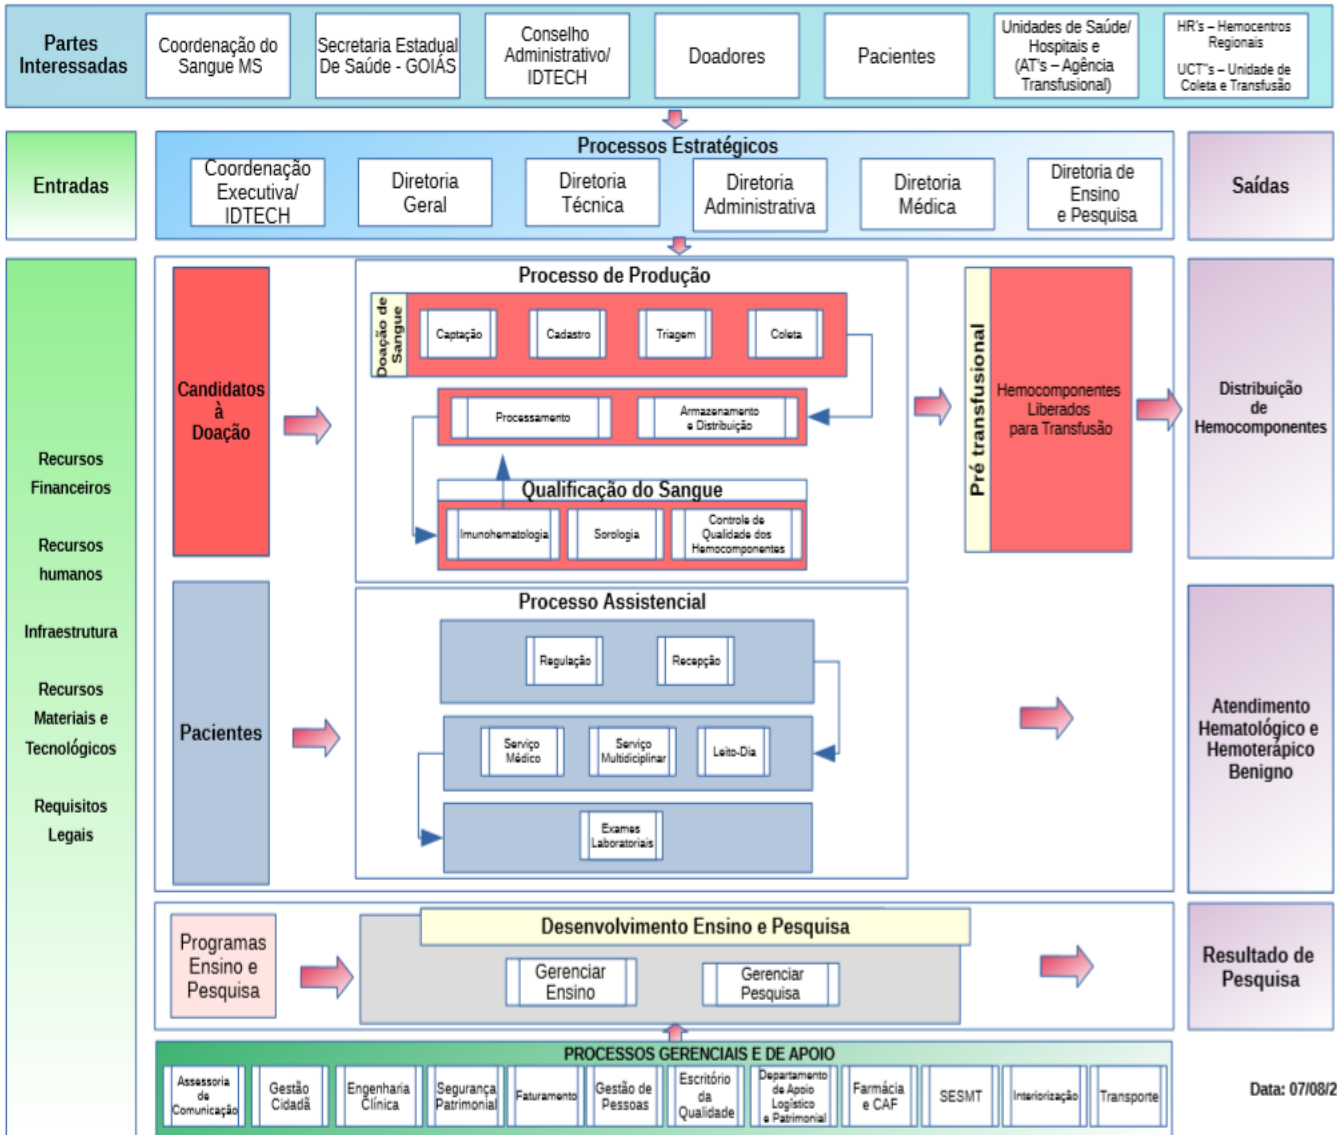 Partes
Interessadas
Coordenação do
Sangue MS
Secretaria Estadual
De Saúde - GOIÁS
Conselho
Administrativo/
IDTECH
Doadores
Pacientes
Unidades de Saúde/
Hospitais e
(AT's – Agência
Transfusional)
HR's – Hemocentros
Regionais
UCT"s – Unidade de
Coleta e Transfusão
Entradas
Processos Estratégicos
Coordenação
Executiva/
IDTECH
Diretoria
Geral
Diretoria
Técnica
Diretoria
Administrativa
Diretoria
Médica
Diretoria de
Ensino
e Pesquisa
Saídas
Recursos
Financeiros
Recursos
humanos
Infraestrutura
Recursos
Materiais e
Tecnológicos
Requisitos
Legais
Candidatos
à
Doação
Processo de Produção
Doação de
Sangue
Captação
Cadastro
Triagem
Coleta
Processamento
Armazenamento
e Distribuição
Qualificação do Sangue
Imunohematologia
Sorologia
Controle de
Qualidade dos
Hemocomponentes
Pré transfusional
Hemocomponentes
Liberados
para Transfusão
Distribuição
de
Hemocomponentes
Pacientes
Processo Assistencial
Regulação
Recepção
Serviço
Médico
Serviço
Multidiciplinar
Leito-Dia
Exames
Laboratoriais
Atendimento
Hematológico e
Hemoterápico
Benigno
Programas
Ensino e
Pesquisa
Desenvolvimento Ensino e Pesquisa
Gerenciar
Ensino
Gerenciar
Pesquisa
Resultado de
Pesquisa
PROCESSOS GERENCIAIS E DE APOIO
Assessoria
de
Comunicação
Gestão
Cidadã
Engenharia
Clínica
Segurança
Patrimonial
Faturamento
Gestão de
Pessoas
Escritório
da
Qualidade
Departamento
de Apoio
Logístico
e Patrimonial
Farmácia
e CAF
SESMT
Interiorização
Transporte
Data: 07/08/2